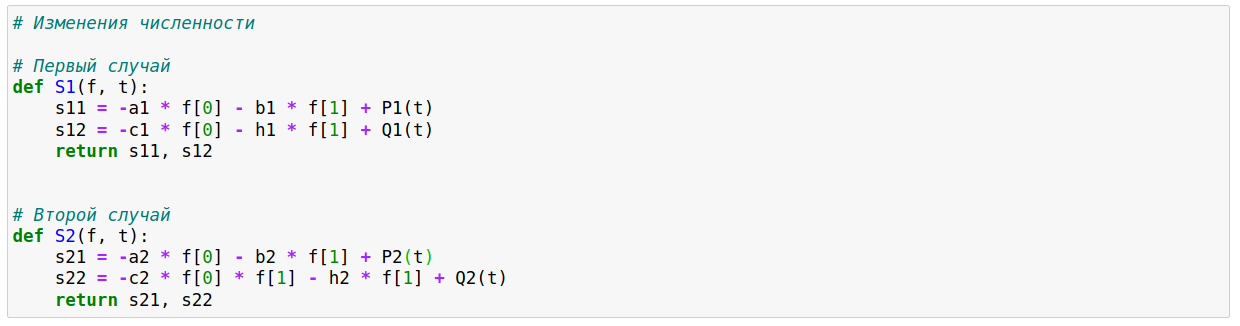 # Изменения численности
# Первый случай
def S1(f, t):
    s11 = -a1 * f[0] - b1 * f[1] + P1(t)
    s12 = -c1 * f[0] - h1 * f[1] + Q1(t)
    return s11, s12
# Второй случай
def S2(f, t):
    s21 = -a2 * f[0] - b2 * f[1] + P2(t)
    s22 = -c2 * f[0] * f[1] - h2 * f[1] + Q2(t)
    return s21, s22